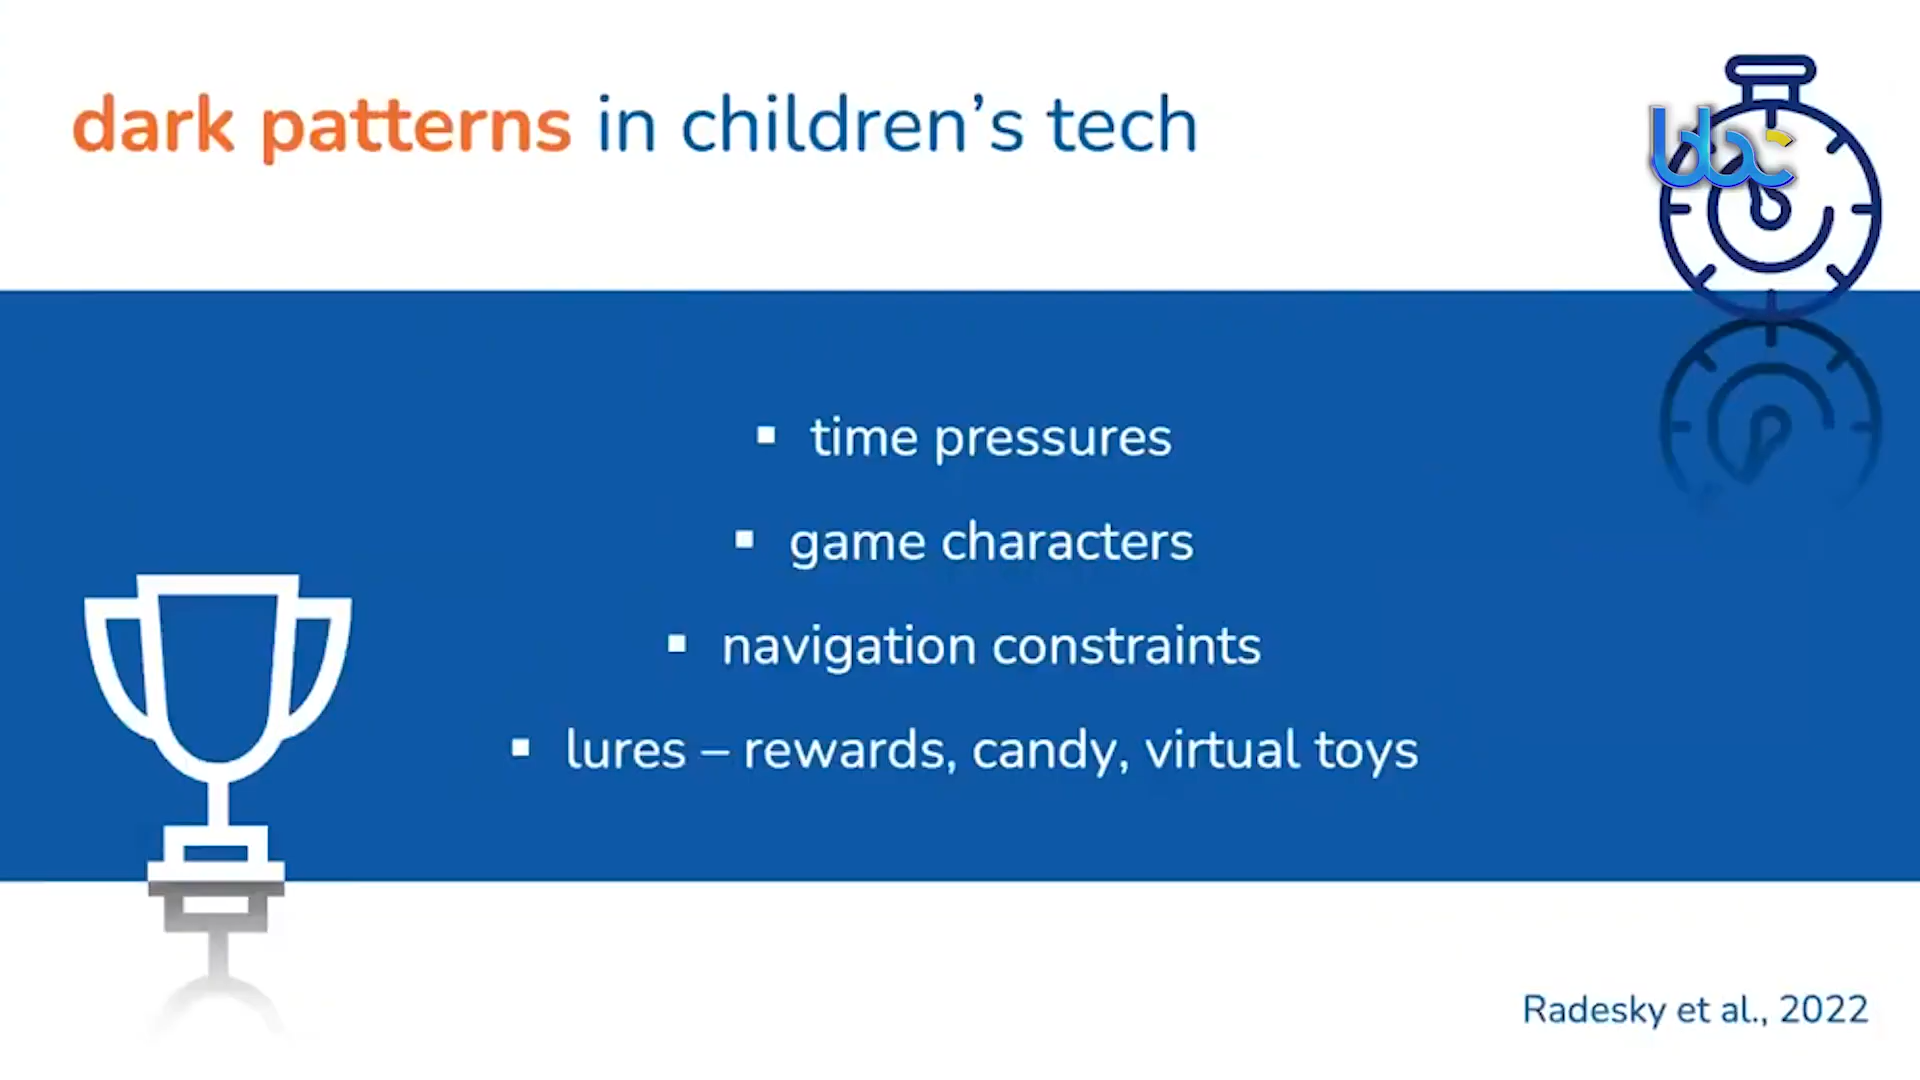 dark patterns in children's tech
bbc
▪ time pressures
▪ game characters
▪ navigation constraints
▪ lures – rewards, candy, virtual toys
Radesky et al., 2022